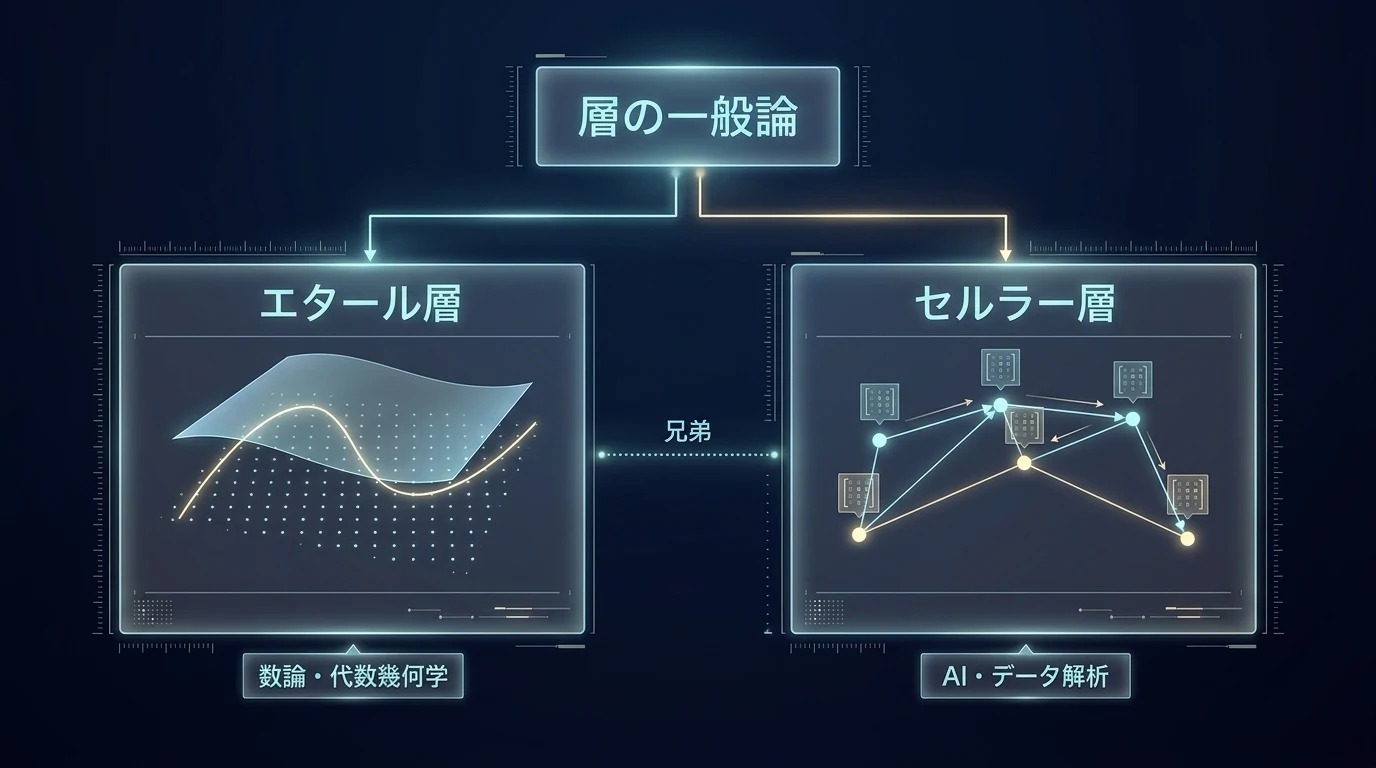 層の一般論
エタール層
セルラー層
兄弟
数論・代数幾何学
AI・データ解析